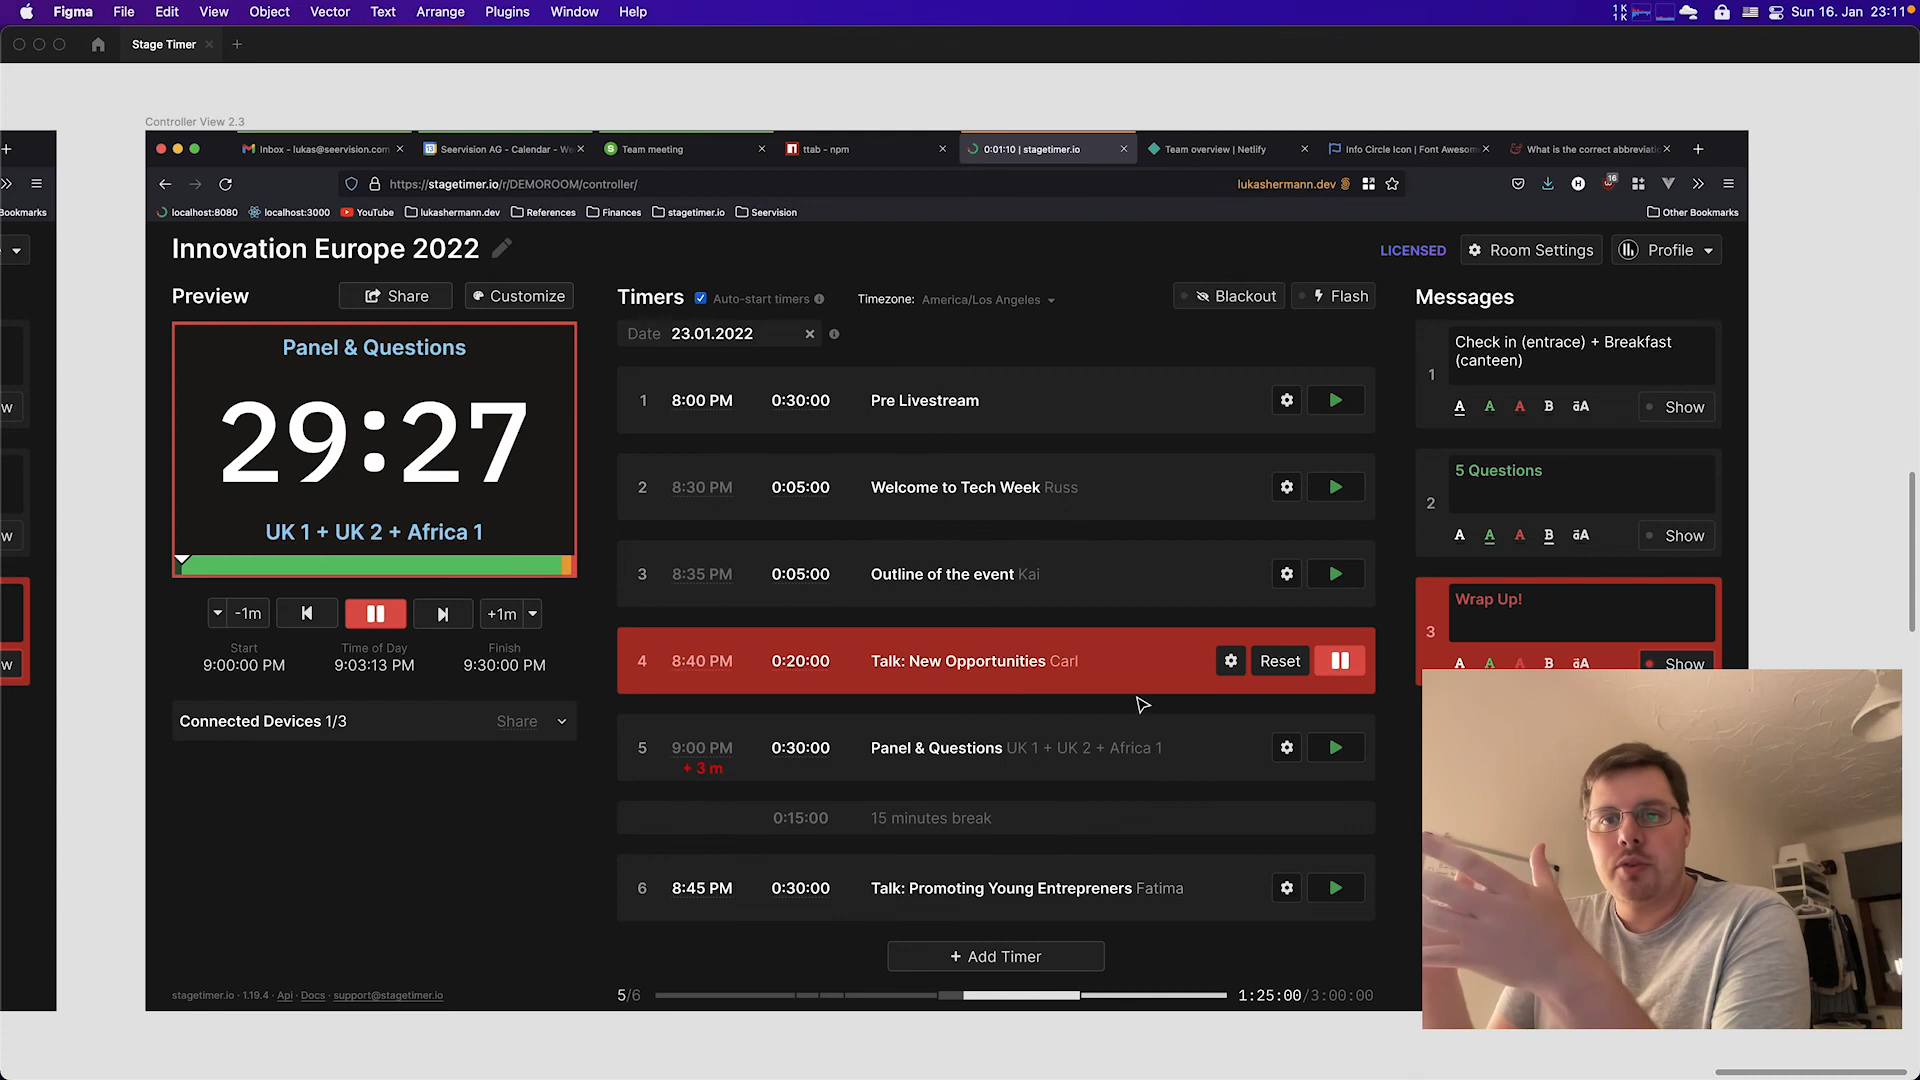 Figma File Edit View Object Vector Text Arrange Plugins Window Help
1 K
1 K
Sun 16. Jan 23:11
Stage Timer
Controller View 2.3
Inbox - lukas@seervision.com
Seervision AG - Calendar - We
Team meeting
ttab - npm
0:01:10 | stagetimer.io
Team overview | Netlify
Info Circle Icon | Font Awesom
What is the correct abbreviatio
https://stagetimer.io/r/DEMOROOM/controller/
lukashermann.dev
16
Bookmarks
localhost:8080 localhost:3000 YouTube lukashermann.dev References Finances stagetimer.io Seervision
Other Bookmarks
Innovation Europe 2022
LICENSED
Room Settings
Profile
Preview
Share
Customize
Panel & Questions
29:27
UK 1 + UK 2 + Africa 1
-1m
+1m
Start
9:00:00 PM
Time of Day
9:03:13 PM
Finish
9:30:00 PM
Connected Devices 1/3
Share
stagetimer.io · 1.19.4 · Api · Docs · support@stagetimer.io
Timers
Auto-start timers
Timezone: America/Los Angeles
Blackout
Flash
Date 23.01.2022
1 8:00 PM 0:30:00 Pre Livestream
2 8:30 PM 0:05:00 Welcome to Tech Week Russ
3 8:35 PM 0:05:00 Outline of the event Kai
4 8:40 PM 0:20:00 Talk: New Opportunities Carl
Reset
5 9:00 PM 0:30:00 Panel & Questions UK 1 + UK 2 + Africa 1
+ 3 m
0:15:00 15 minutes break
6 8:45 PM 0:30:00 Talk: Promoting Young Entrepreners Fatima
+ Add Timer
5/6
1:25:00/3:00:00
Messages
1
Check in (entrace) + Breakfast
(canteen)
A A A B āA
Show
2
5 Questions
A A A B āA
Show
3
Wrap Up!
A A A B āA
Show
w
w
w